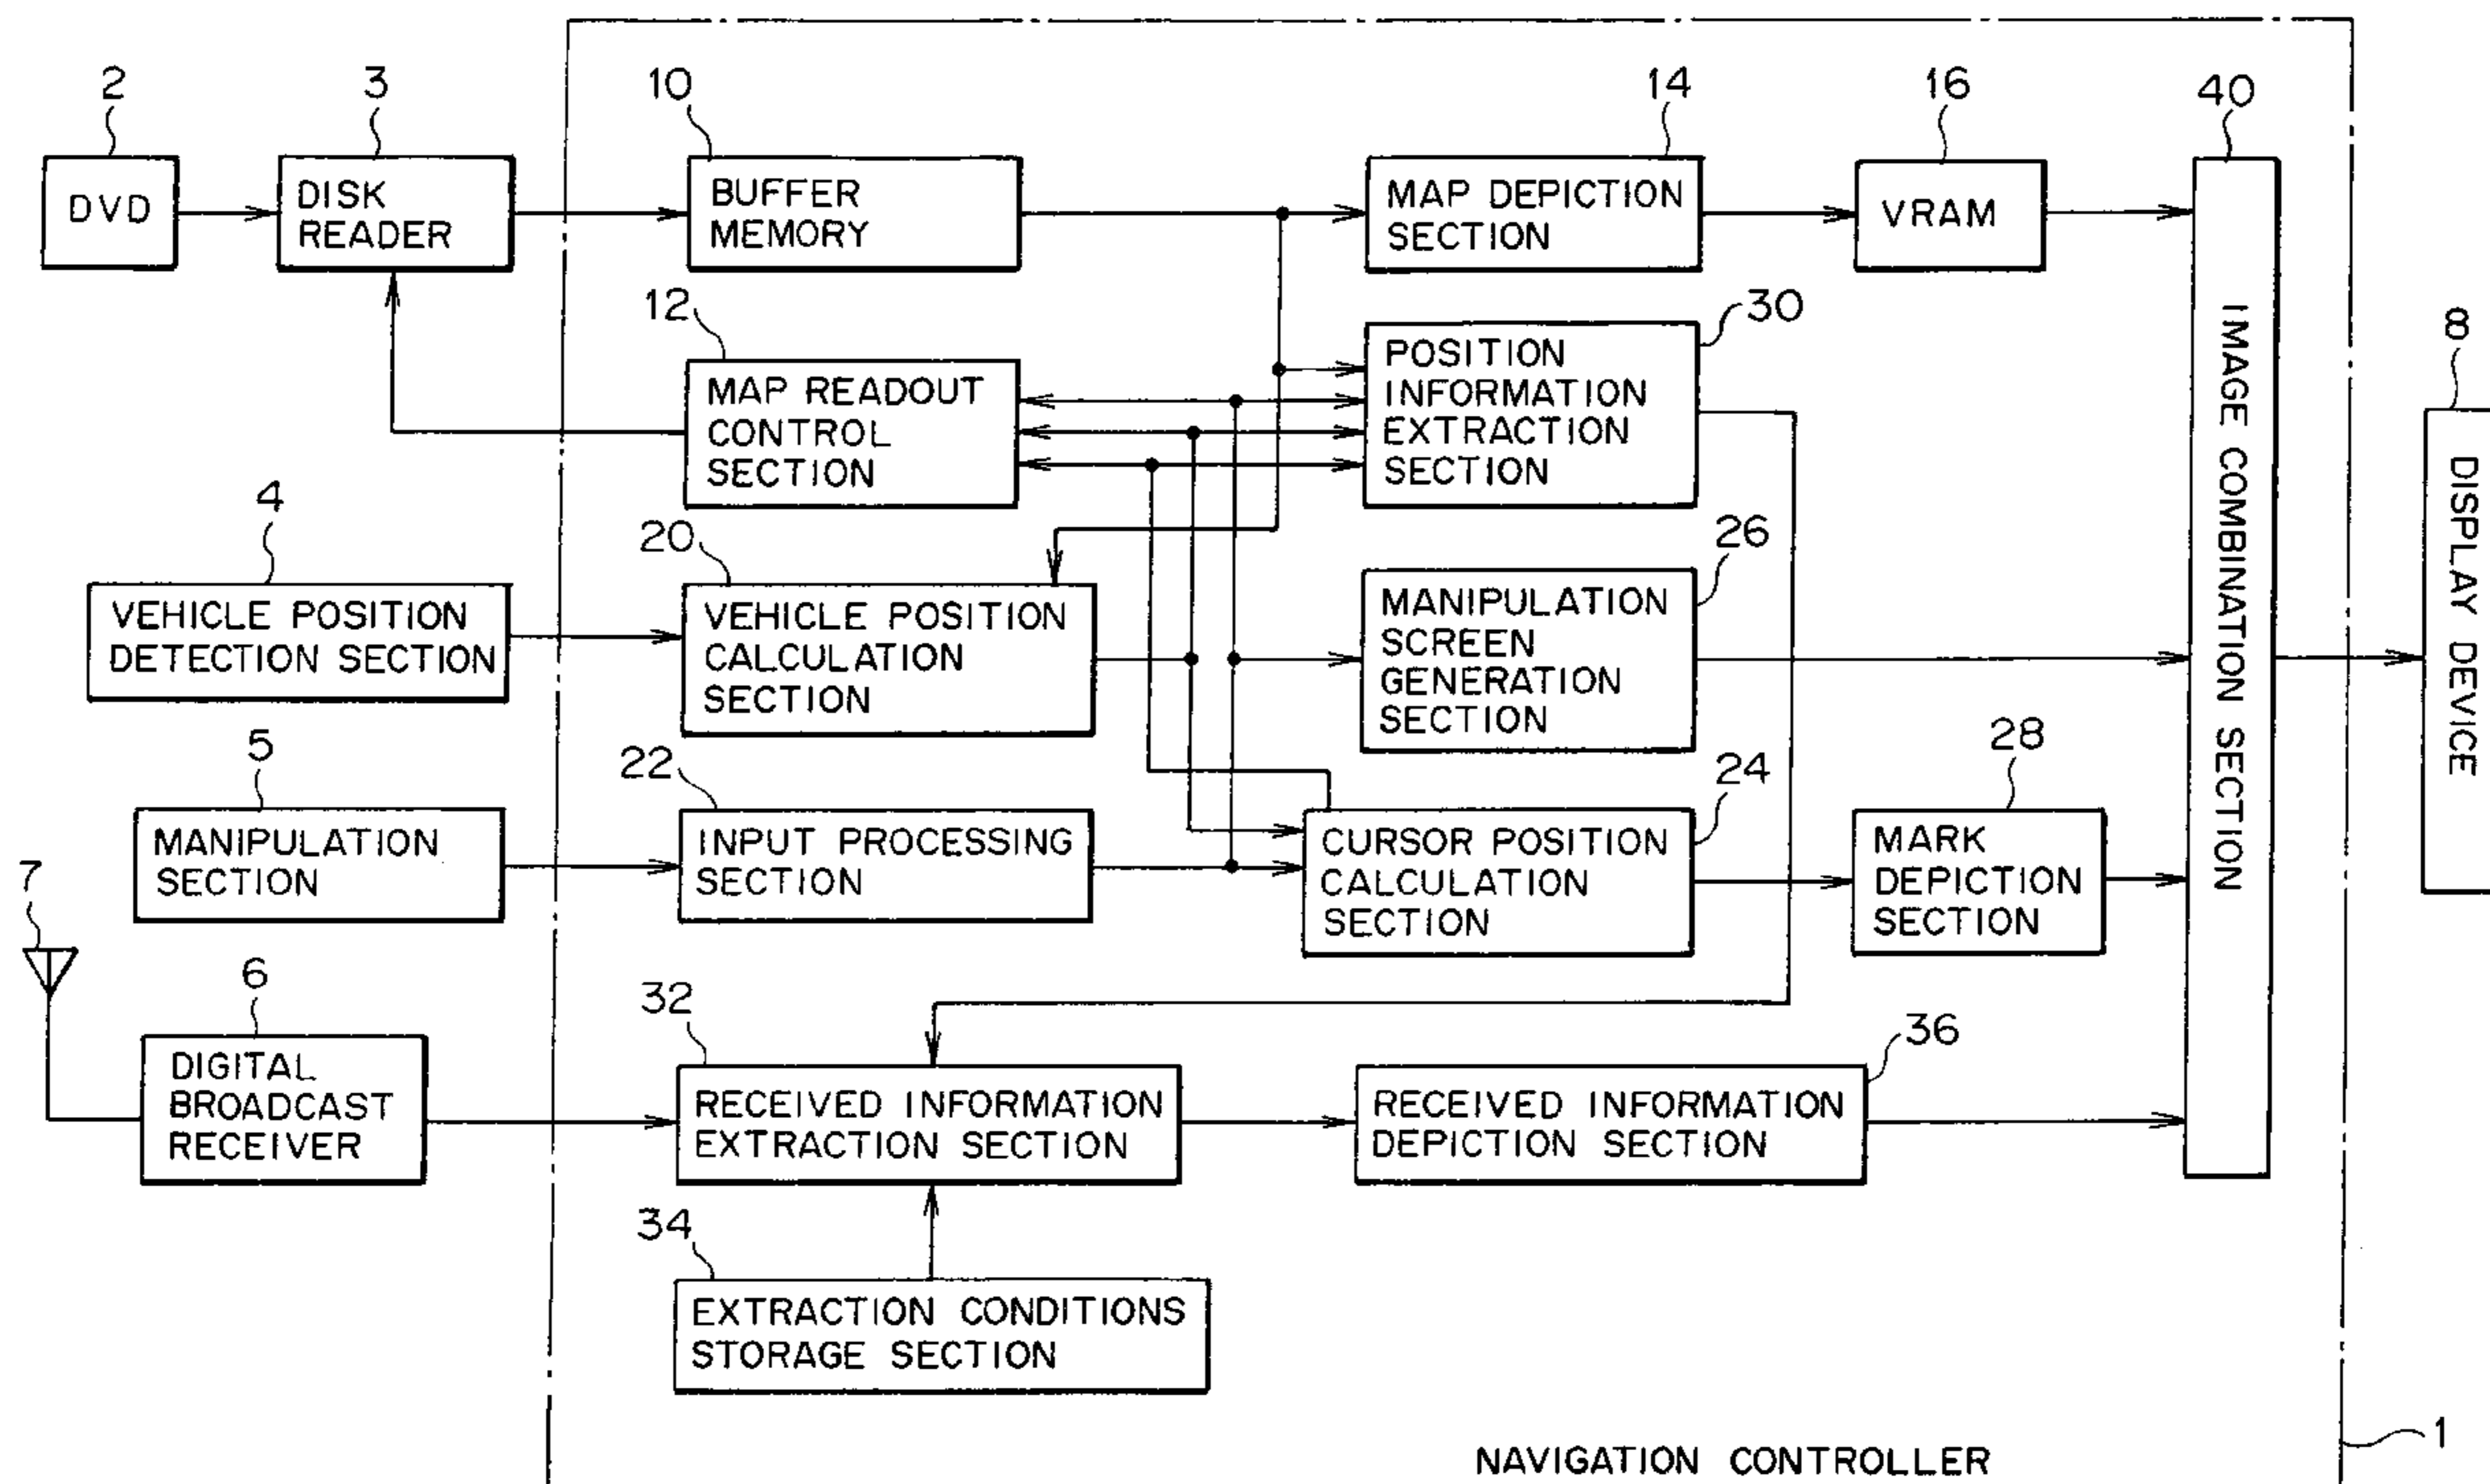 2
3
10
14
16
40
DVD
DISK
READER
BUFFER
MEMORY
MAP DEPICTION
SECTION
VRAM
12
30
MAP READOUT
CONTROL
SECTION
POSITION
INFORMATION
EXTRACTION
SECTION
IMAGE COMBINATION SECTION
8
DISPLAY DEVICE
4
20
26
VEHICLE POSITION
DETECTION SECTION
VEHICLE POSITION
CALCULATION
SECTION
MANIPULATION
SCREEN
GENERATION
SECTION
5
22
24
28
MANIPULATION
SECTION
INPUT PROCESSING
SECTION
CURSOR POSITION
CALCULATION
SECTION
MARK
DEPICTION
SECTION
7
6
32
36
DIGITAL
BROADCAST
RECEIVER
RECEIVED INFORMATION
EXTRACTION SECTION
RECEIVED INFORMATION
DEPICTION SECTION
34
EXTRACTION CONDITIONS
STORAGE SECTION
1
NAVIGATION CONTROLLER